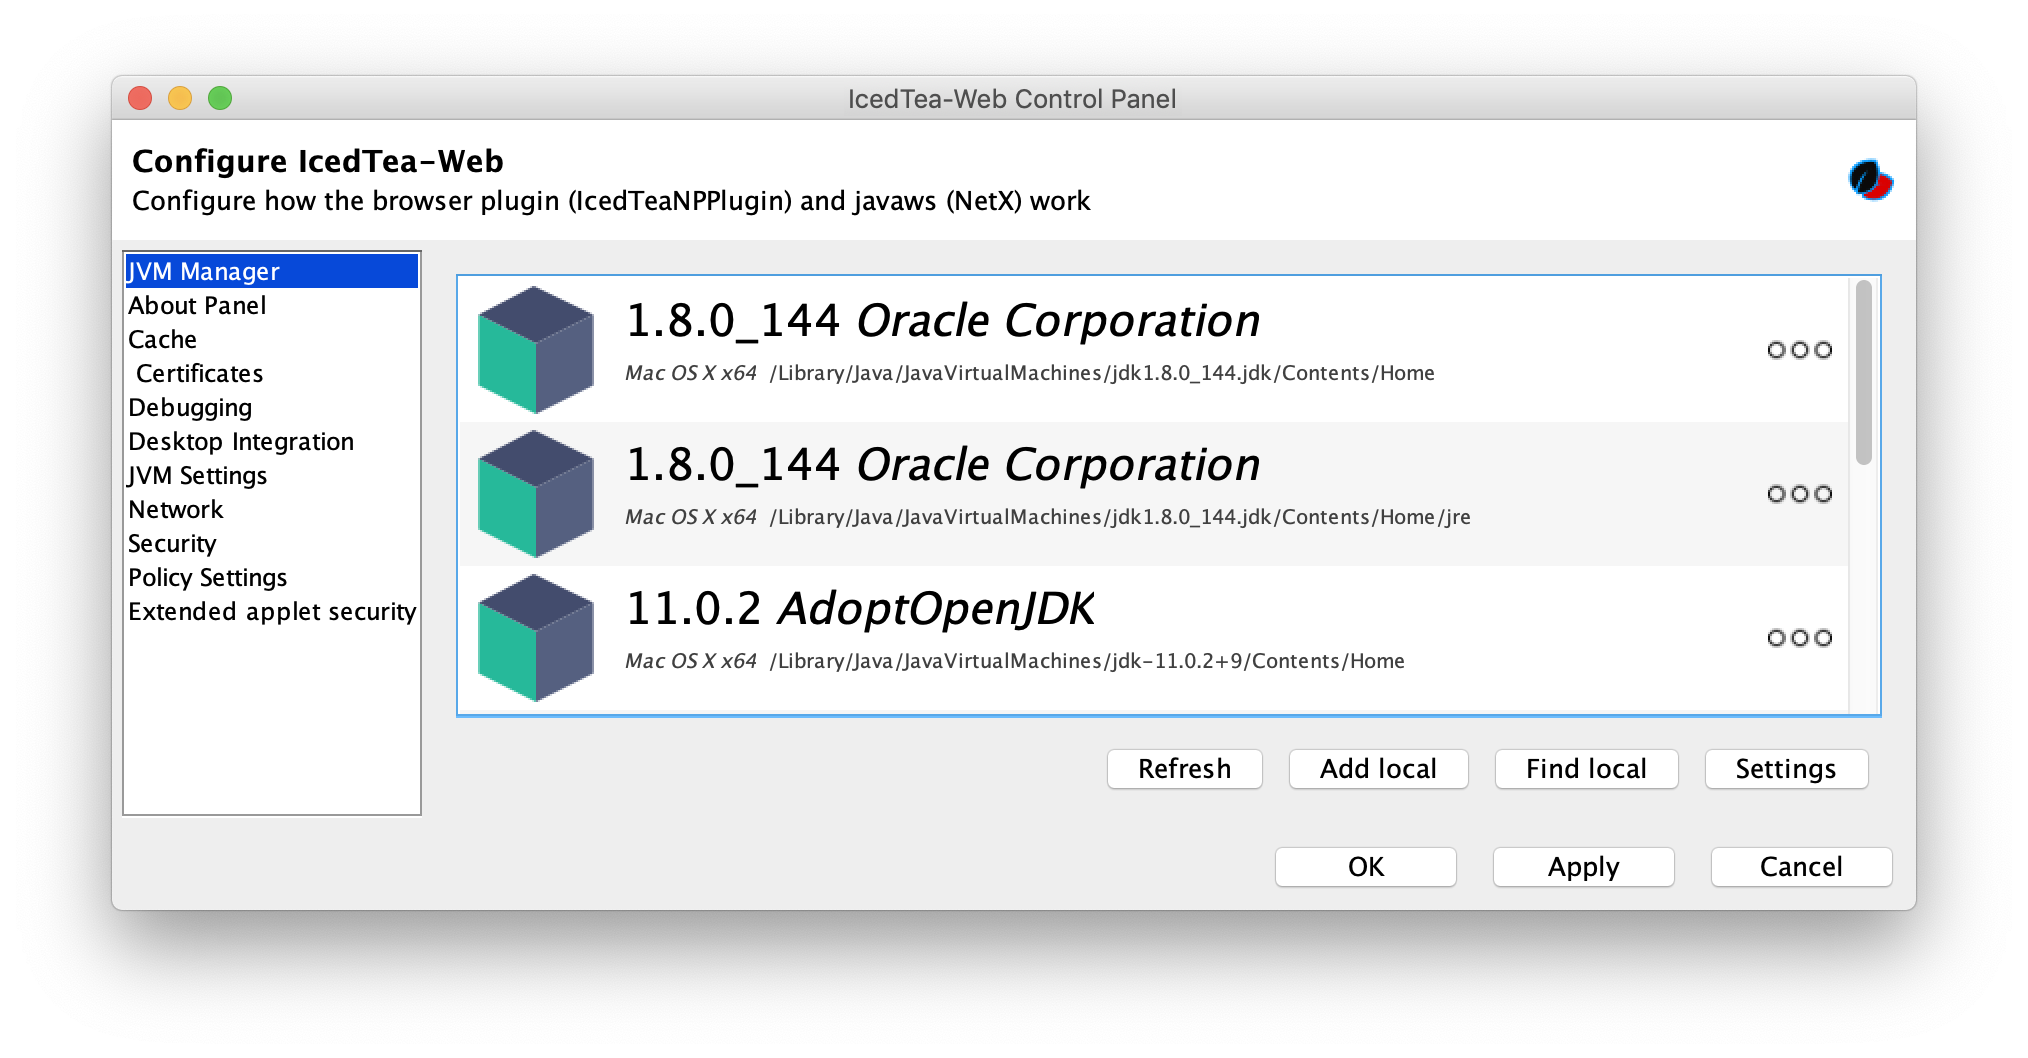 IcedTea-Web Control Panel
Configure IcedTea-Web
Configure how the browser plugin (IcedTeaNPPlugin) and javaws (NetX) work
JVM Manager
About Panel
Cache
Certificates
Debugging
Desktop Integration
JVM Settings
Network
Security
Policy Settings
Extended applet security
1.8.0_144 Oracle Corporation
Mac OS X x64 /Library/Java/JavaVirtualMachines/jdk1.8.0_144.jdk/Contents/Home
1.8.0_144 Oracle Corporation
Mac OS X x64 /Library/Java/JavaVirtualMachines/jdk1.8.0_144.jdk/Contents/Home/jre
11.0.2 AdoptOpenJDK
Mac OS X x64 /Library/Java/JavaVirtualMachines/jdk-11.0.2+9/Contents/Home
Refresh Add local Find local Settings
OK Apply Cancel